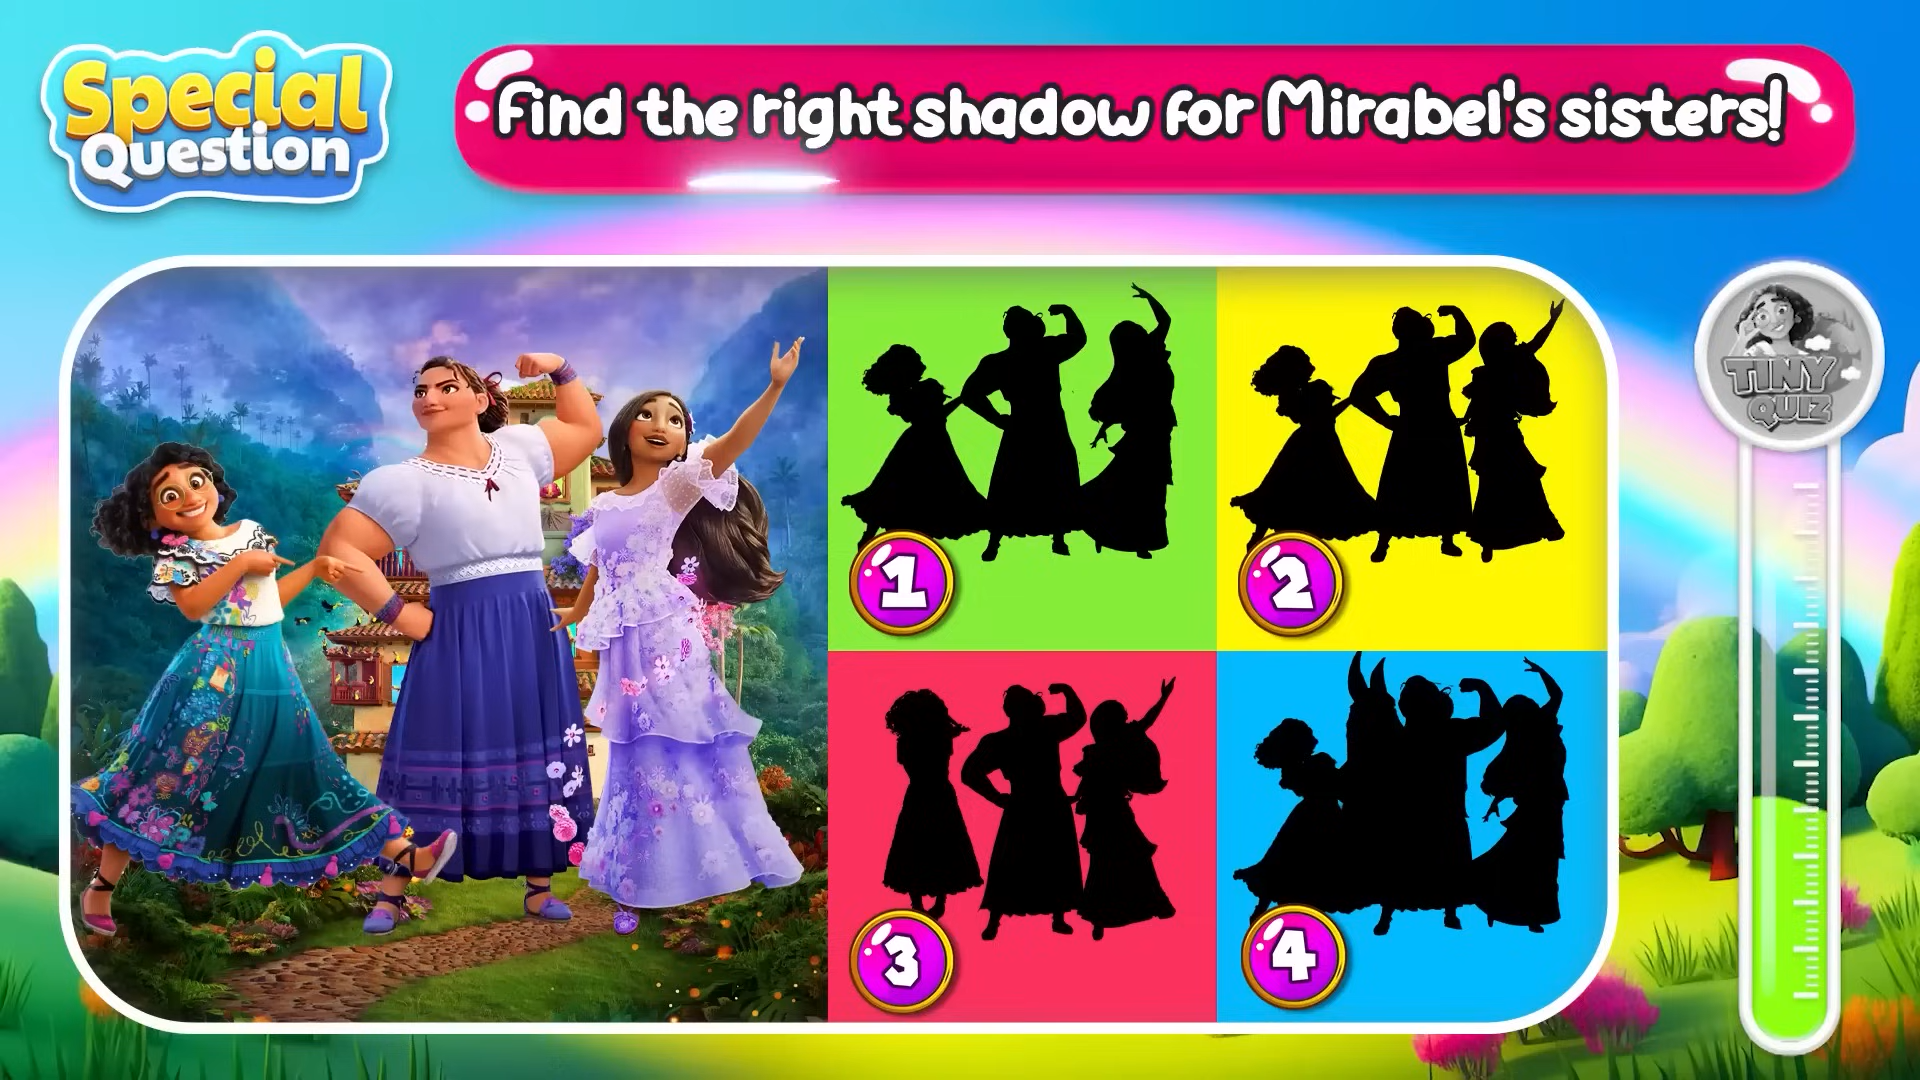 Special
Question
Find the right shadow for Mirabel's sisters!
1
2
3
4
TINY
QUIZ